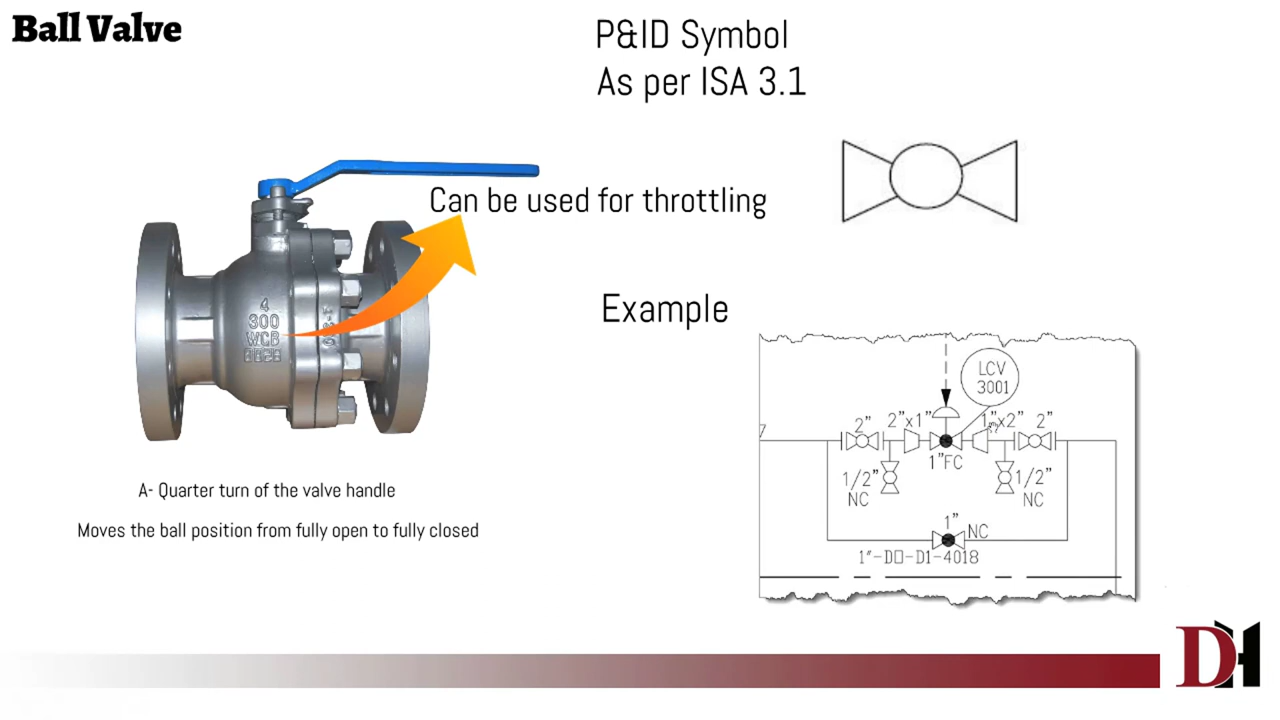 Ball Valve
P&ID Symbol
As per ISA 3.1
Can be used for throttling
4
300
WCB
Example
LCV
3001
2"
2"x1"
1"x2"
2"
1"FC
1/2"
NC
1/2"
NC
1"
NC
1"-DO-D1-4018
A- Quarter turn of the valve handle
Moves the ball position from fully open to fully closed
DH